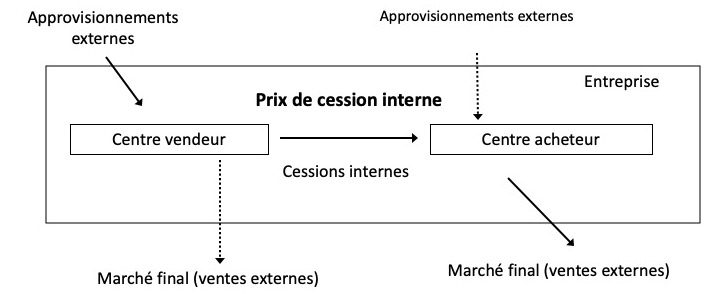 Approvisionnements
externes
Approvisionnements externes
Entreprise
Prix de cession interne
Centre vendeur
Centre acheteur
Cessions internes
Marché final (ventes externes)
Marché final (ventes externes)